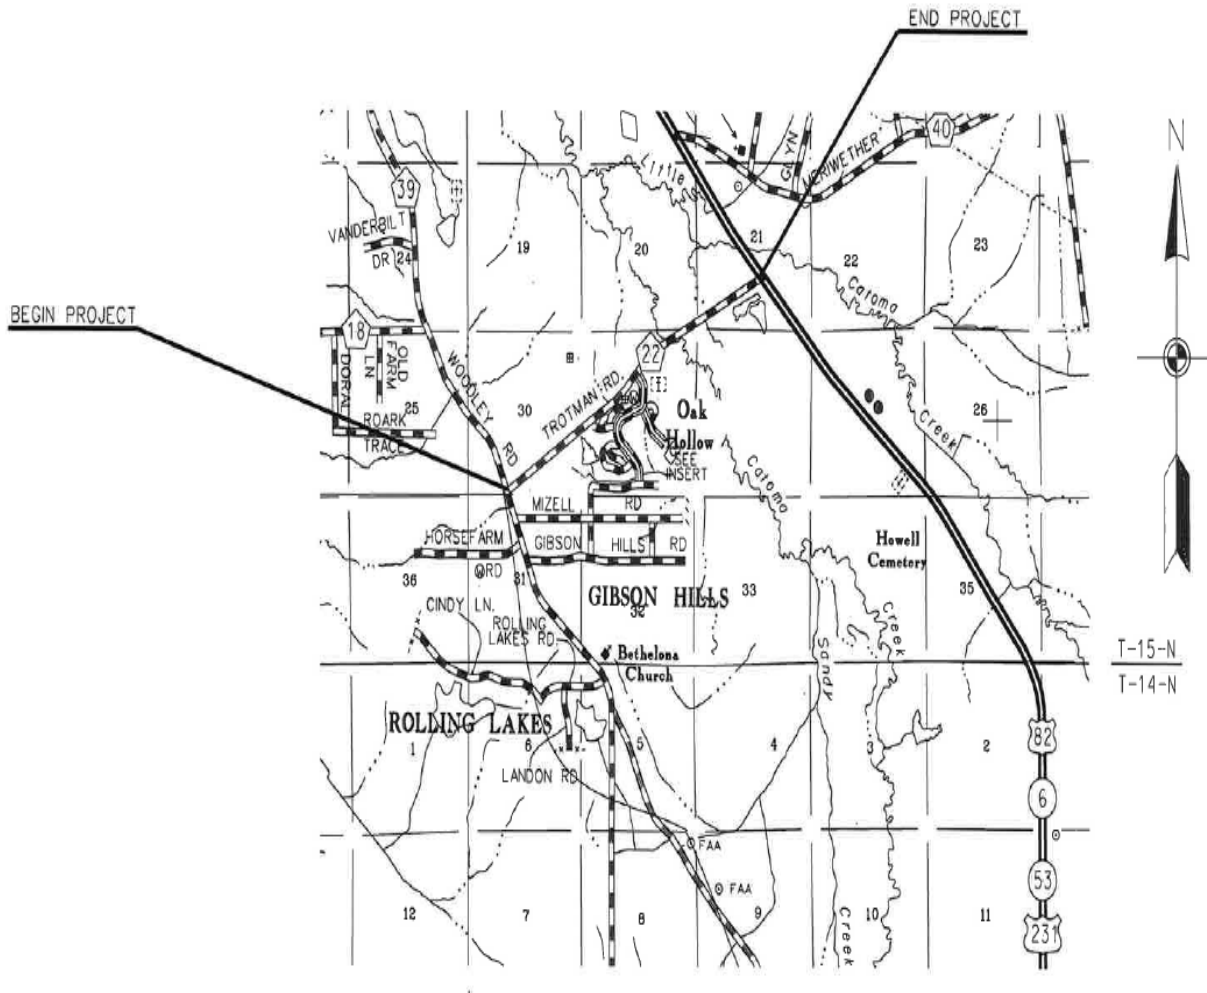 END PROJECT
N
40
MERIWETHER
GLYN
Little
39
VANDERBILT
DR
24
19
20
21
22
23
Catoma
BEGIN PROJECT
18
22
DORAL
OLD
FARM
LN
WOODLEY
RD
TROTMAN RD.
25
30
26
ROARK
TRACE
Oak
Hollow
SEE
INSERT
Creek
Catoma
MIZELL RD
HORSEFARM
RD
GIBSON HILLS RD
Howell
Cemetery
36
31
32
33
35
GIBSON HILLS
CINDY LN.
ROLLING
LAKES RD.
Bethelona
Church
Sandy
Creek
T-15-N
T-14-N
ROLLING LAKES
1
6
5
4
3
2
82
LANDON RD
6
FAA
FAA
53
12
7
8
9
10
11
Creek
231